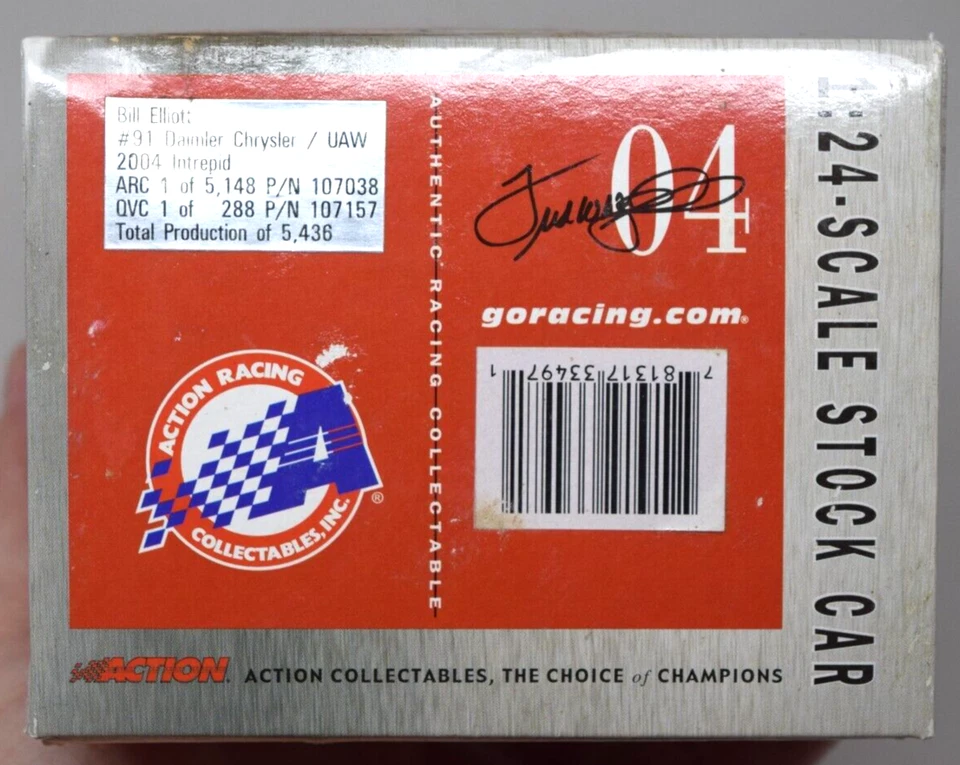 Bill Elliott
#91 Daimler Chrysler / UAW
2004 Intrepid
ARC 1 of 5,148 P/N 107038
QVC 1 of 288 P/N 107157
Total Production of 5,436
AUTHENTIC RACING COLLECTABLE
04
goracing.com®
7 81317 33497 1
ACTION RACING
COLLECTABLES, INC.
®
1:24-SCALE STOCK CAR
ACTION. ACTION COLLECTABLES, THE CHOICE of CHAMPIONS